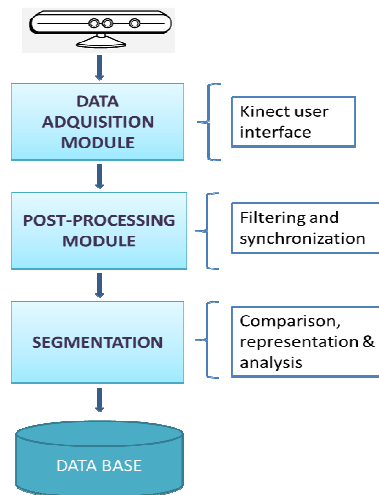 DATA
ADQUISITION
MODULE
Kinect user
interface
POST-PROCESSING
MODULE
Filtering and
synchronization
SEGMENTATION
Comparison,
representation &
analysis
DATA BASE